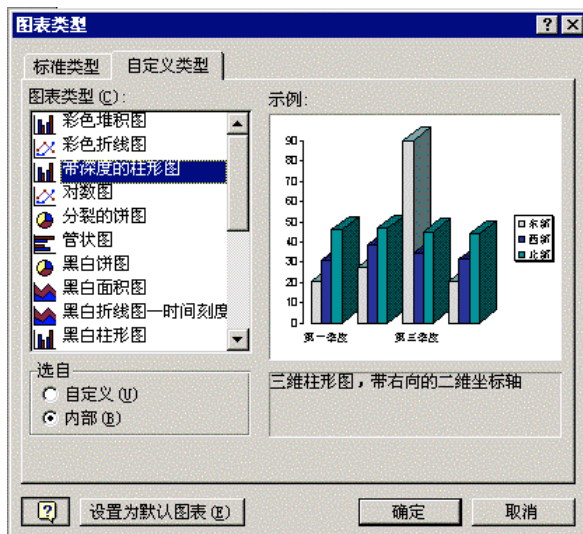 图表类型
标准类型 自定义类型
图表类型(C):
彩色堆积图
彩色折线图
带深度的柱形图
对数图
分裂的饼图
管状图
黑白饼图
黑白面积图
黑白折线图—时间刻度
黑白柱形图
选自
自定义(U)
内部(B)
示例:
90
80
70
60
50
40
30
20
10
0
第一季度 第三季度
东部
西部
北部
三维柱形图，带右向的二维坐标轴
设置为默认图表(E)
确定
取消